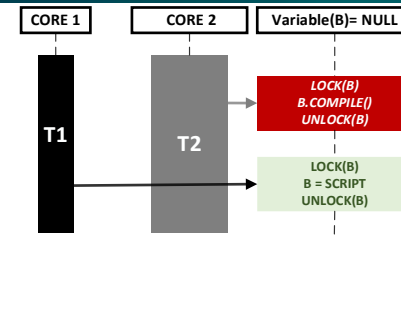 CORE 1
CORE 2
Variable(B)= NULL
LOCK(B)
B.COMPILE()
UNLOCK(B)
T1
T2
LOCK(B)
B = SCRIPT
UNLOCK(B)